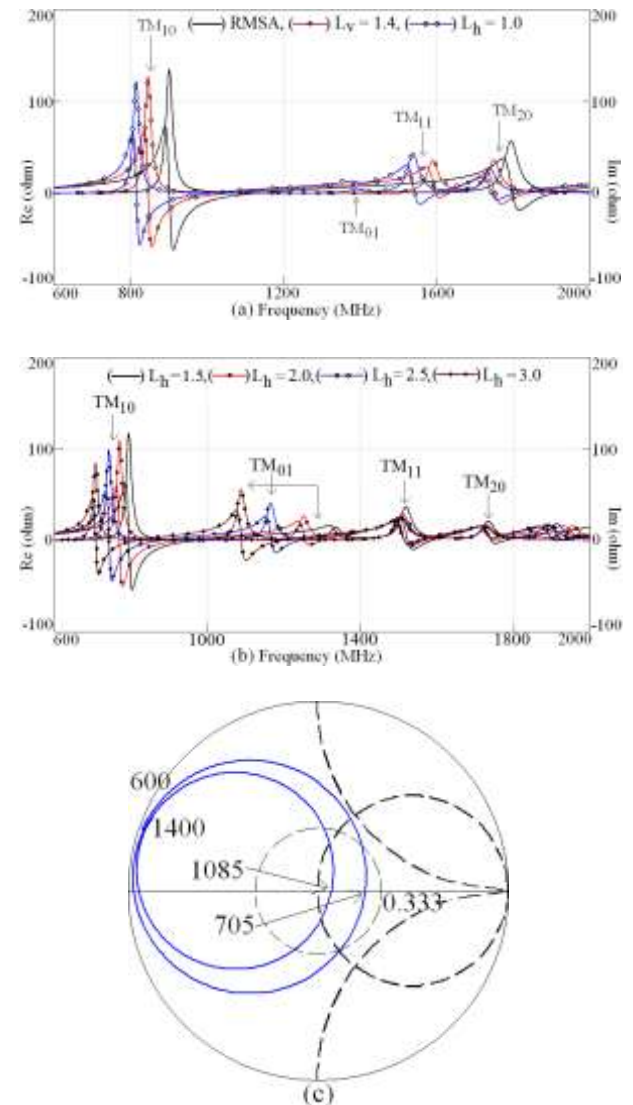 200 TM10 (—) RMSA, (—) Lv = 1.4, (—) Lh = 1.0 200
100 TM11 TM20 100
Re (ohm) Im (ohm)
0 0
TM01
-100 -100
600 800 1200 1600 2000
(a) Frequency (MHz)
200 (—) Lh=1.5, (—) Lh=2.0, (—) Lh=2.5, (—) Lh=3.0 200
TM10
100 TM01 TM11 TM20 100
Re (ohm) Im (ohm)
0 0
-100 -100
600 1000 1400 1800 2000
(b) Frequency (MHz)
600
1400
1085
705 0.333
(c)